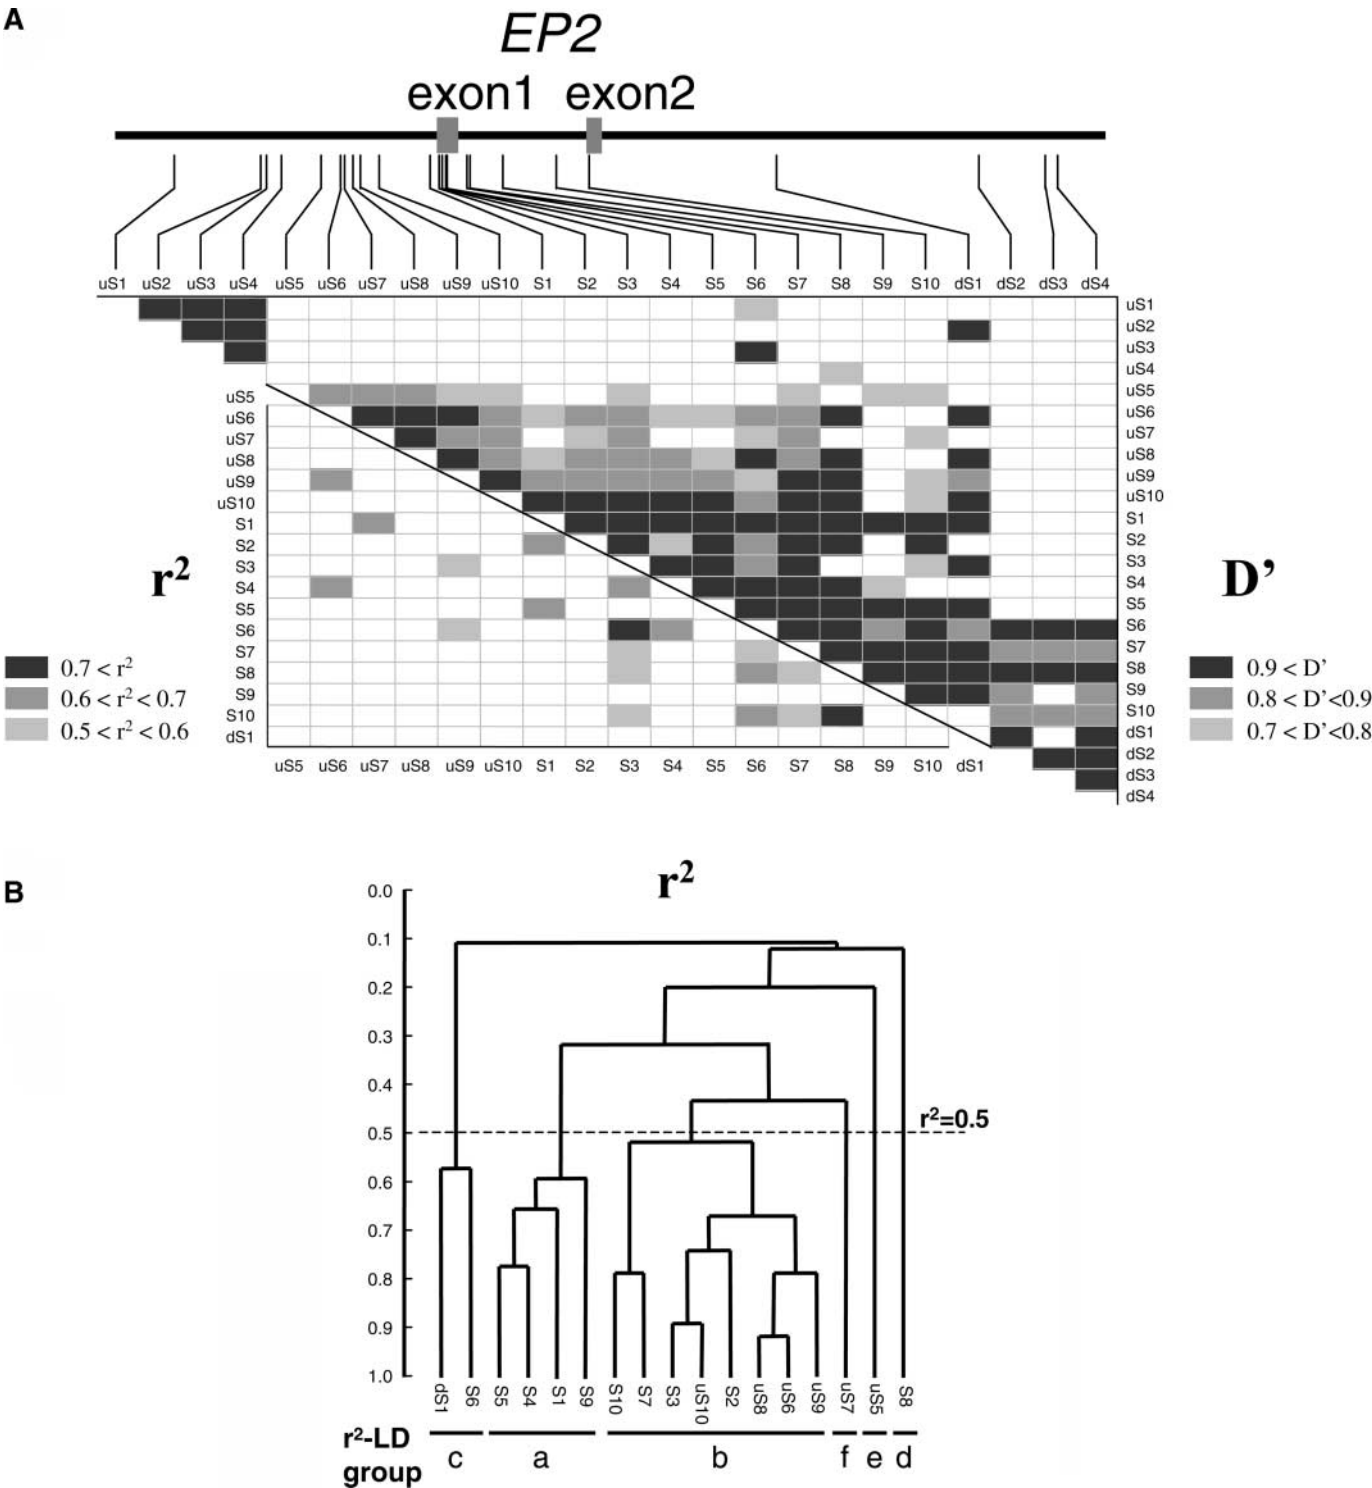 A
EP2
exon1 exon2
uS1 uS2 uS3 uS4 uS5 uS6 uS7 uS8 uS9 uS10 S1 S2 S3 S4 S5 S6 S7 S8 S9 S10 dS1 dS2 dS3 dS4
uS1
uS2
uS3
uS4
uS5
uS6
uS7
uS8
uS9
uS10
S1
S2
S3
S4
S5
S6
S7
S8
S9
S10
dS1
dS2
dS3
dS4
uS5
uS6
uS7
uS8
uS9
uS10
S1
S2
S3
S4
S5
S6
S7
S8
S9
S10
dS1
uS5 uS6 uS7 uS8 uS9 uS10 S1 S2 S3 S4 S5 S6 S7 S8 S9 S10 dS1
r²
0.7 < r²
0.6 < r² < 0.7
0.5 < r² < 0.6
D’
0.9 < D’
0.8 < D’<0.9
0.7 < D’<0.8
B
r²
0.0
0.1
0.2
0.3
0.4
0.5
0.6
0.7
0.8
0.9
1.0
r²=0.5
dS1 S6 S5 S4 S1 S9 S10 S7 S3 uS10 S2 uS8 uS6 uS9 uS7 uS5 S8
r²-LD
group
c a b f e d